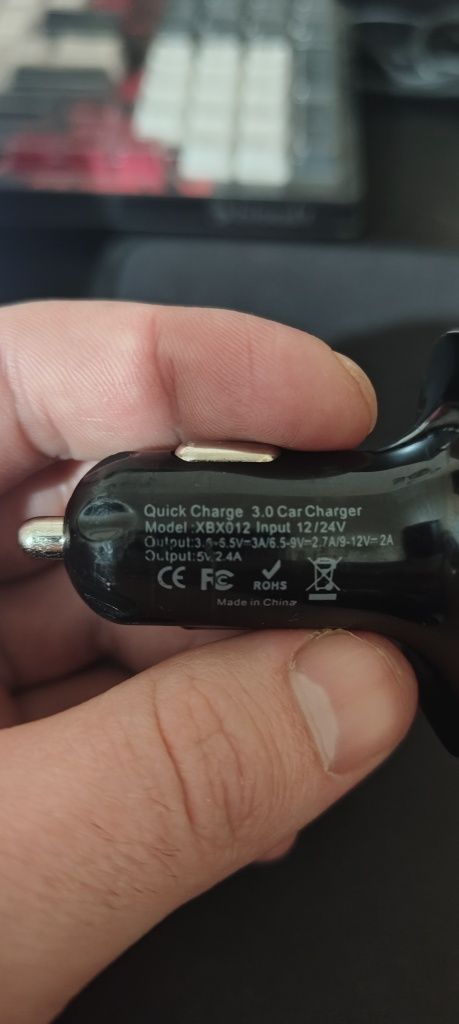 Quick Charge 3.0 Car Charger
Model :XBX012 Input 12/24V
Output:3.6-6.5V=3A/6.5-9V=2.7A/9-12V=2A
Output:5V/2.4A
CE FC ROHS
Made in China